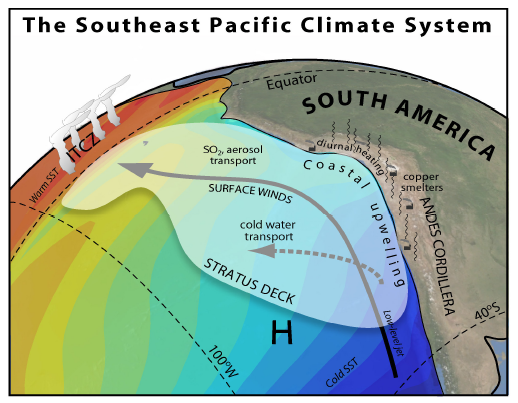 The Southeast Pacific Climate System
Equator
SOUTH AMERICA
ITCZ
diurnal heating
SO₂, aerosol
transport
Coastal upwelling
copper
smelters
Warm SST
SURFACE WINDS
ANDES CORDILLERA
cold water
transport
STRATUS DECK
40°S
Low-level jet
H
100°W
Cold SST